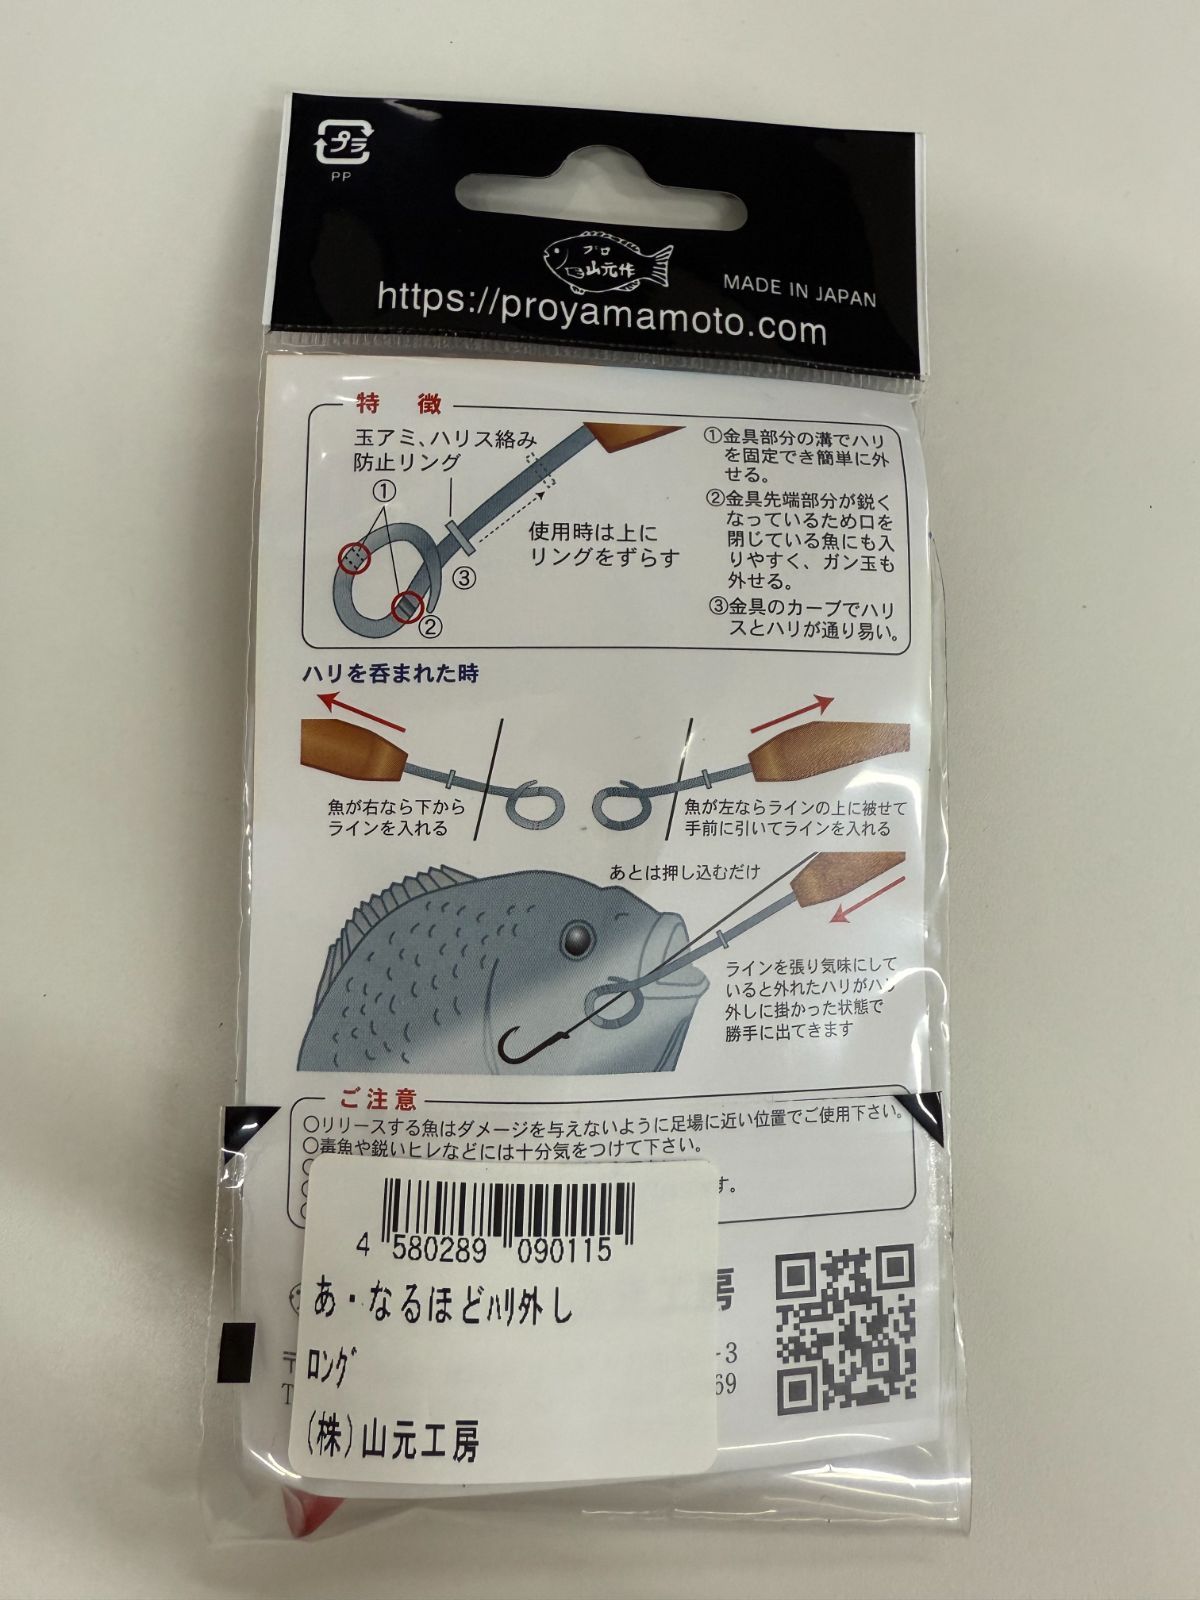 プラ
PP
プロ
山元作
MADE IN JAPAN
https://proyamamoto.com
特 徴
玉アミ、ハリス絡み
防止リング
①
使用時は上に
リングをずらす
③
②
①金具部分の溝でハリ
を固定でき簡単に外
せる。
②金具先端部分が鋭く
なっているため口を
閉じている魚にも入
りやすく、ガン玉も
外せる。
③金具のカーブでハリ
スとハリが通り易い。
ハリを呑まれた時
魚が右なら下から
ラインを入れる
魚が左ならラインの上に被せて
手前に引いてラインを入れる
あとは押し込むだけ
ラインを張り気味にして
いると外れたハリがハリ
外しに掛かった状態で
勝手に出てきます
ご注意
○リリースする魚はダメージを与えないように足場に近い位置でご使用下さい。
○毒魚や鋭いヒレなどには十分気をつけて下さい。
す。
4 580289 090115
あ・なるほどﾊﾘ外し
ﾛﾝｸﾞ
(株)山元工房
房
〒
-3
T
69